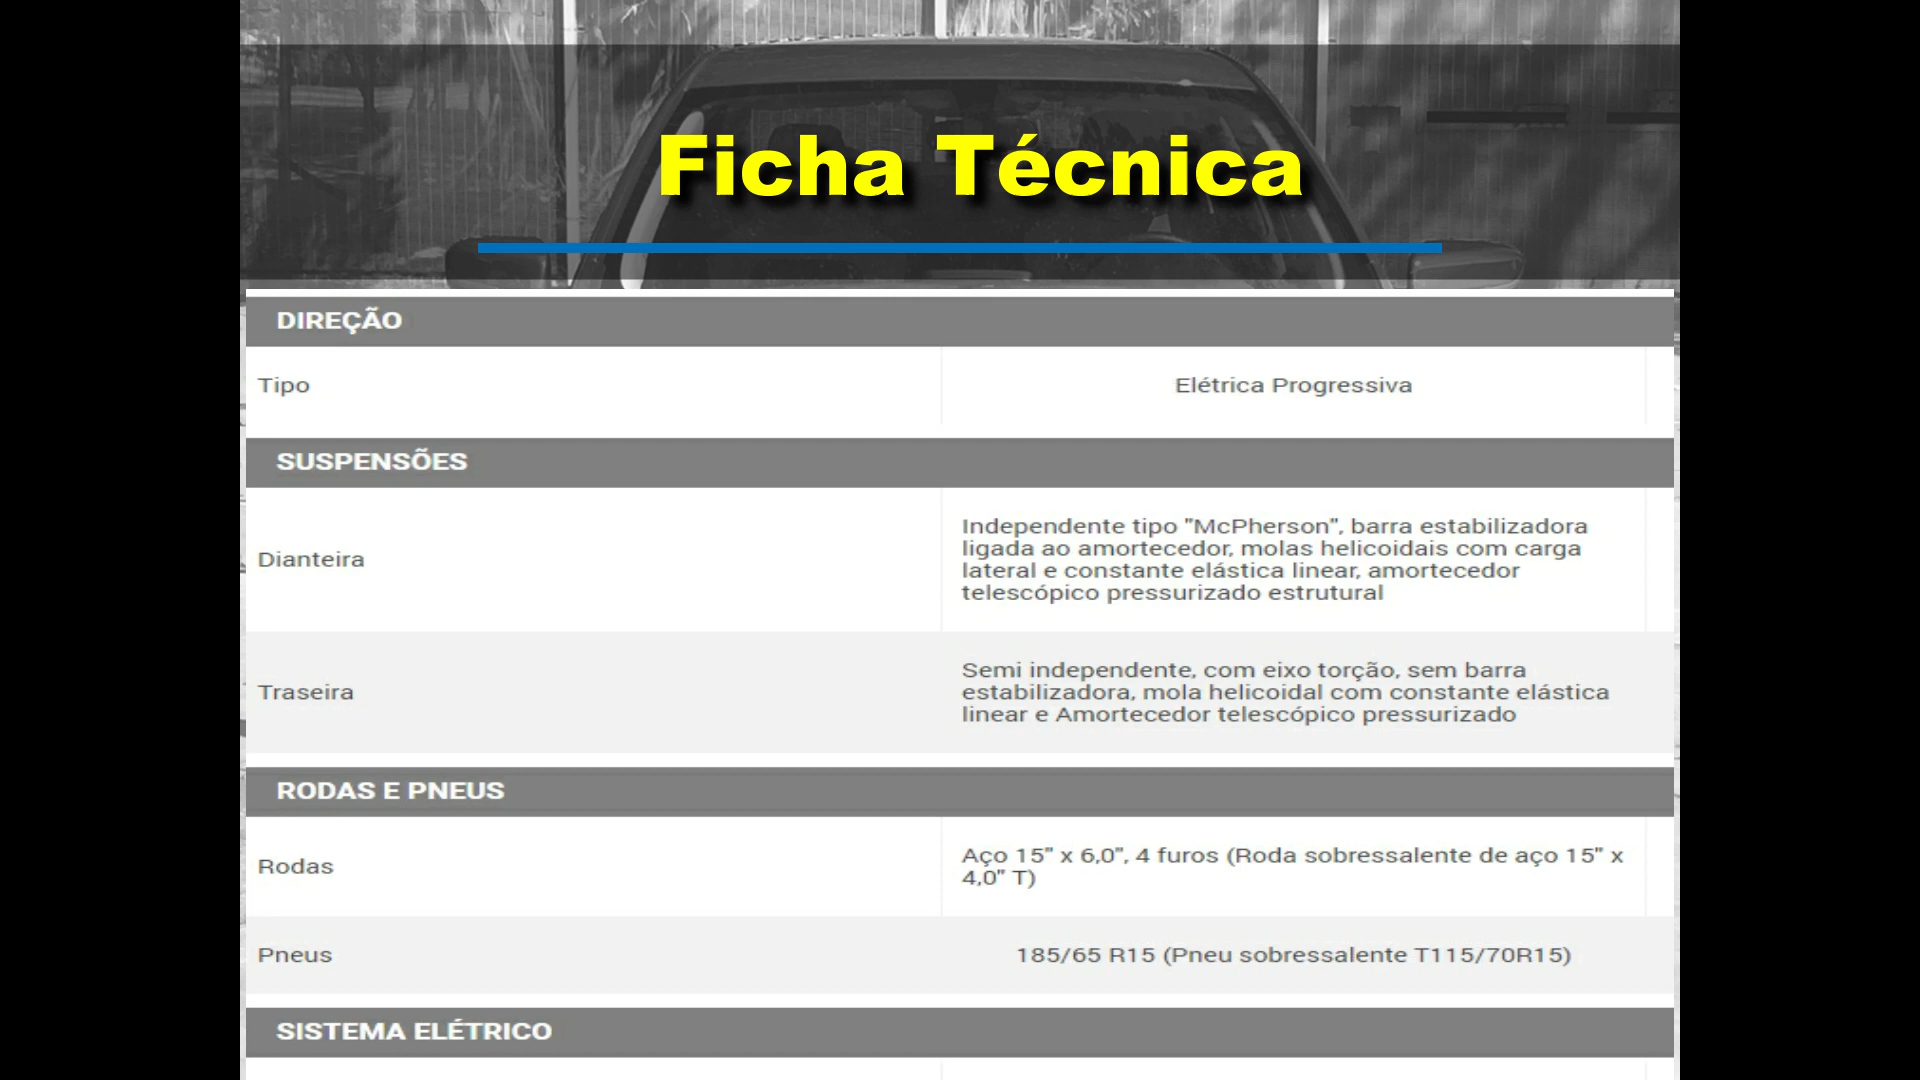 Ficha Técnica
DIREÇÃO
Tipo
Elétrica Progressiva
SUSPENSÕES
Dianteira
Independente tipo "McPherson", barra estabilizadora
ligada ao amortecedor, molas helicoidais com carga
lateral e constante elástica linear, amortecedor
telescópico pressurizado estrutural
Traseira
Semi independente, com eixo torção, sem barra
estabilizadora, mola helicoidal com constante elástica
linear e Amortecedor telescópico pressurizado
RODAS E PNEUS
Rodas
Aço 15" x 6,0", 4 furos (Roda sobressalente de aço 15" x
4,0" T)
Pneus
185/65 R15 (Pneu sobressalente T115/70R15)
SISTEMA ELÉTRICO